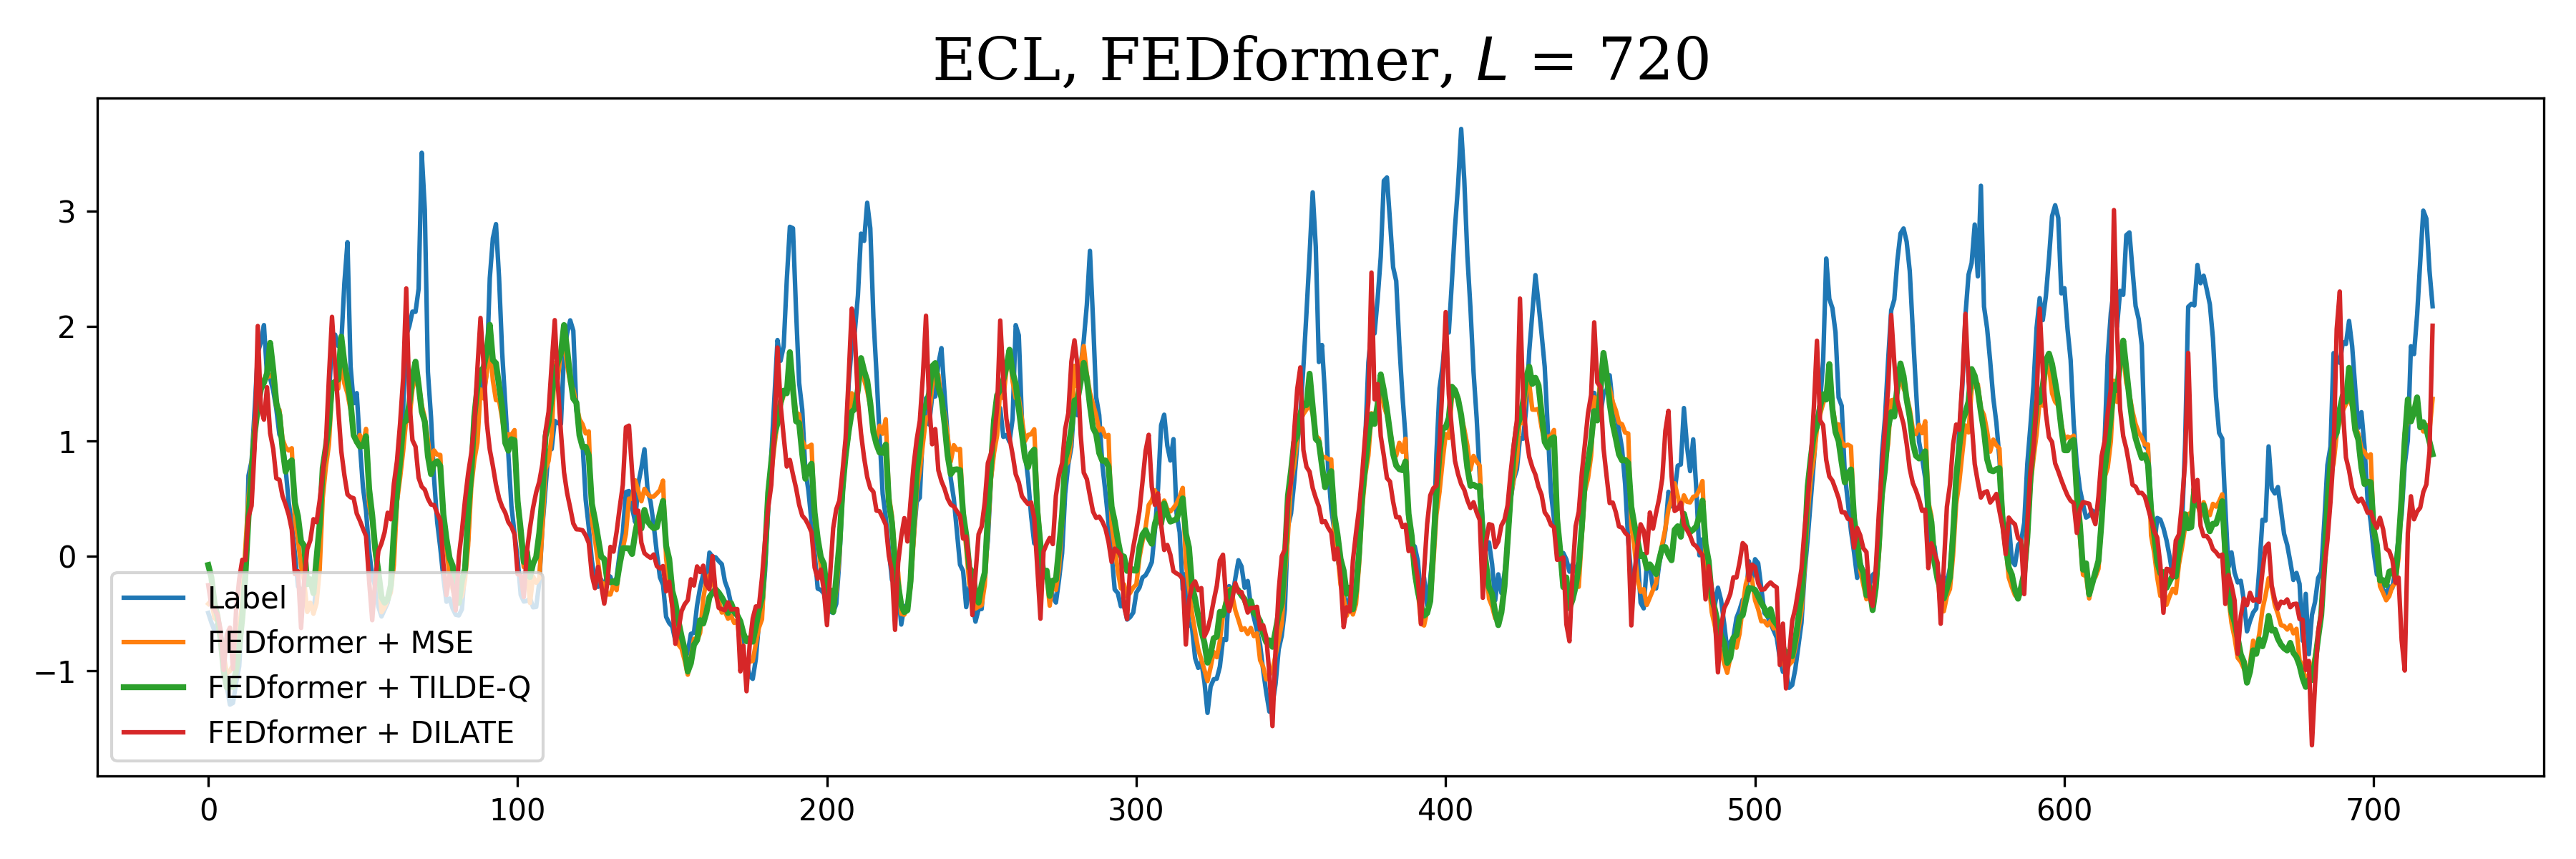 ECL, FEDformer, L = 720
3
2
1
0
−1
Label
FEDformer + MSE
FEDformer + TILDE-Q
FEDformer + DILATE
0 100 200 300 400 500 600 700